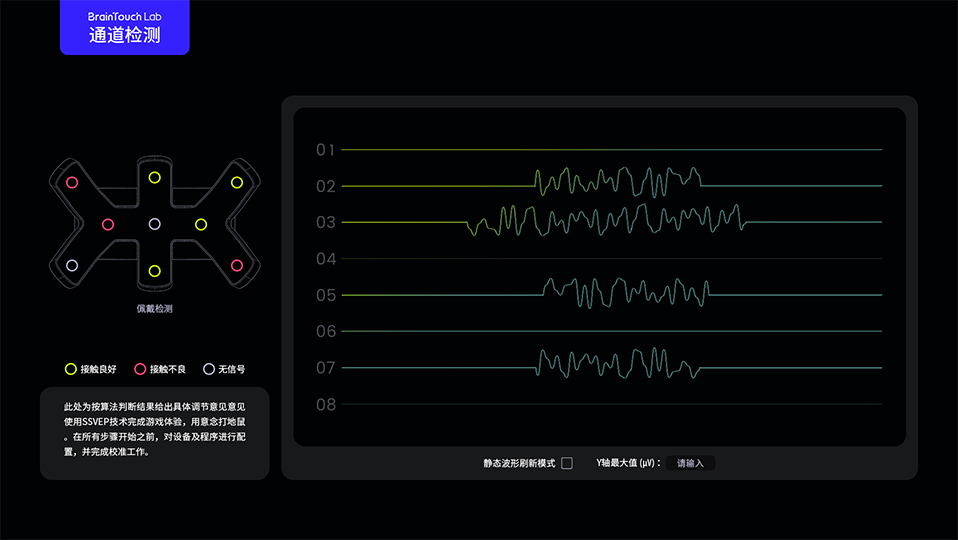 BrainTouch Lab
通道检测
01
02
03
04
05
06
07
08
佩戴检测
接触良好 接触不良 无信号
此处为按算法判断结果给出具体调节意见意见
使用SSVEP技术完成游戏体验，用意念打地鼠
。在所有步骤开始之前，对设备及程序进行配
置，并完成校准工作。
静态波形刷新模式 Y轴最大值 (μV)： 请输入